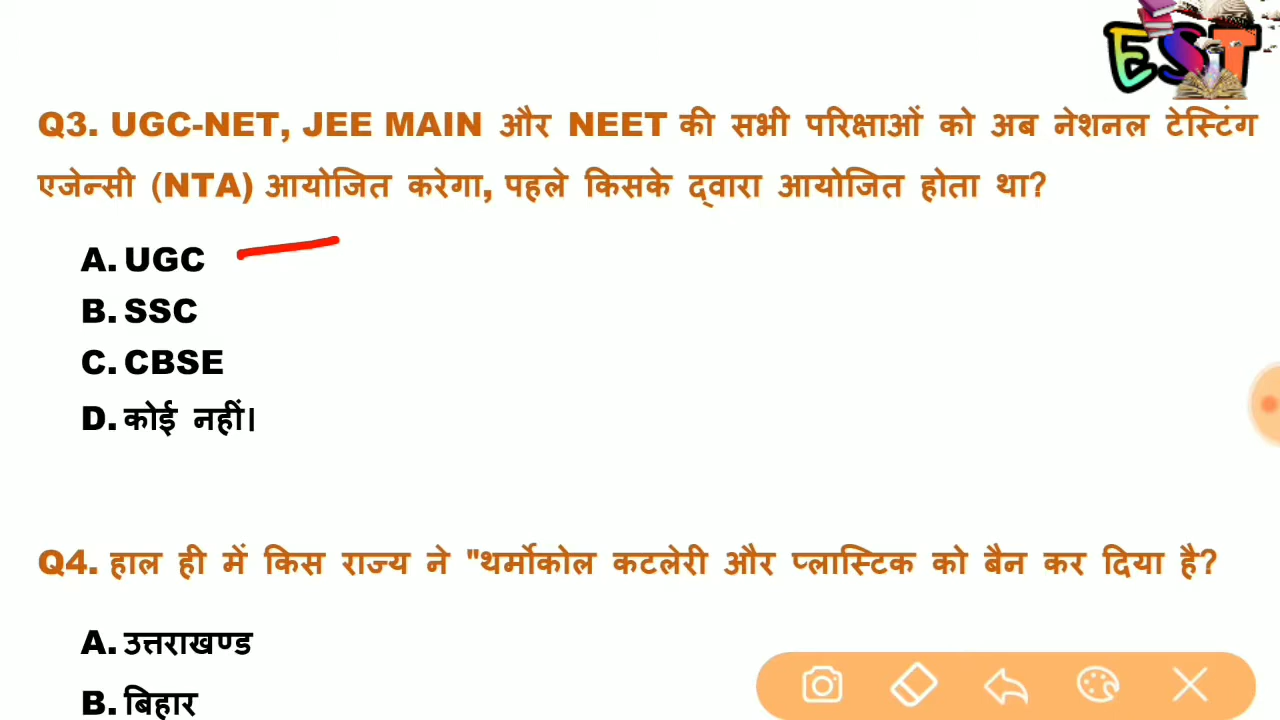 EST
Q3. UGC-NET, JEE MAIN और NEET की सभी परिक्षाओं को अब नेशनल टेस्टिंग
एजेन्सी (NTA) आयोजित करेगा, पहले किसके द्वारा आयोजित होता था?
A. UGC
B. SSC
C. CBSE
D. कोई नहीं।
Q4. हाल ही में किस राज्य ने "थर्मोकोल कटलेरी और प्लास्टिक को बैन कर दिया है?
A. उत्तराखण्ड
B. बिहार